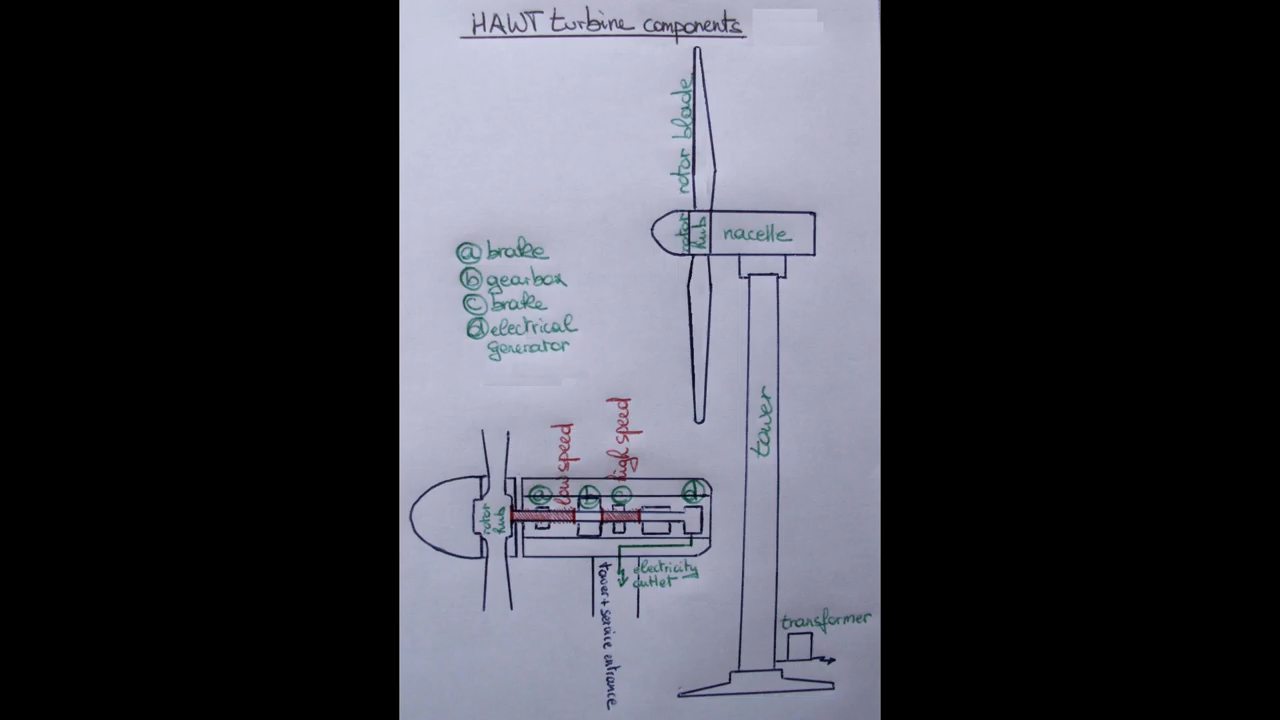 HAWT turbine components
rotor blade
rotor
hub
nacelle
ⓐ brake
ⓑ gearbox
ⓒ brake
ⓓ electrical
generator
tower
low speed
high speed
a
b
c
d
rotor
hub
electricity
outlet
tower + service entrance
transformer